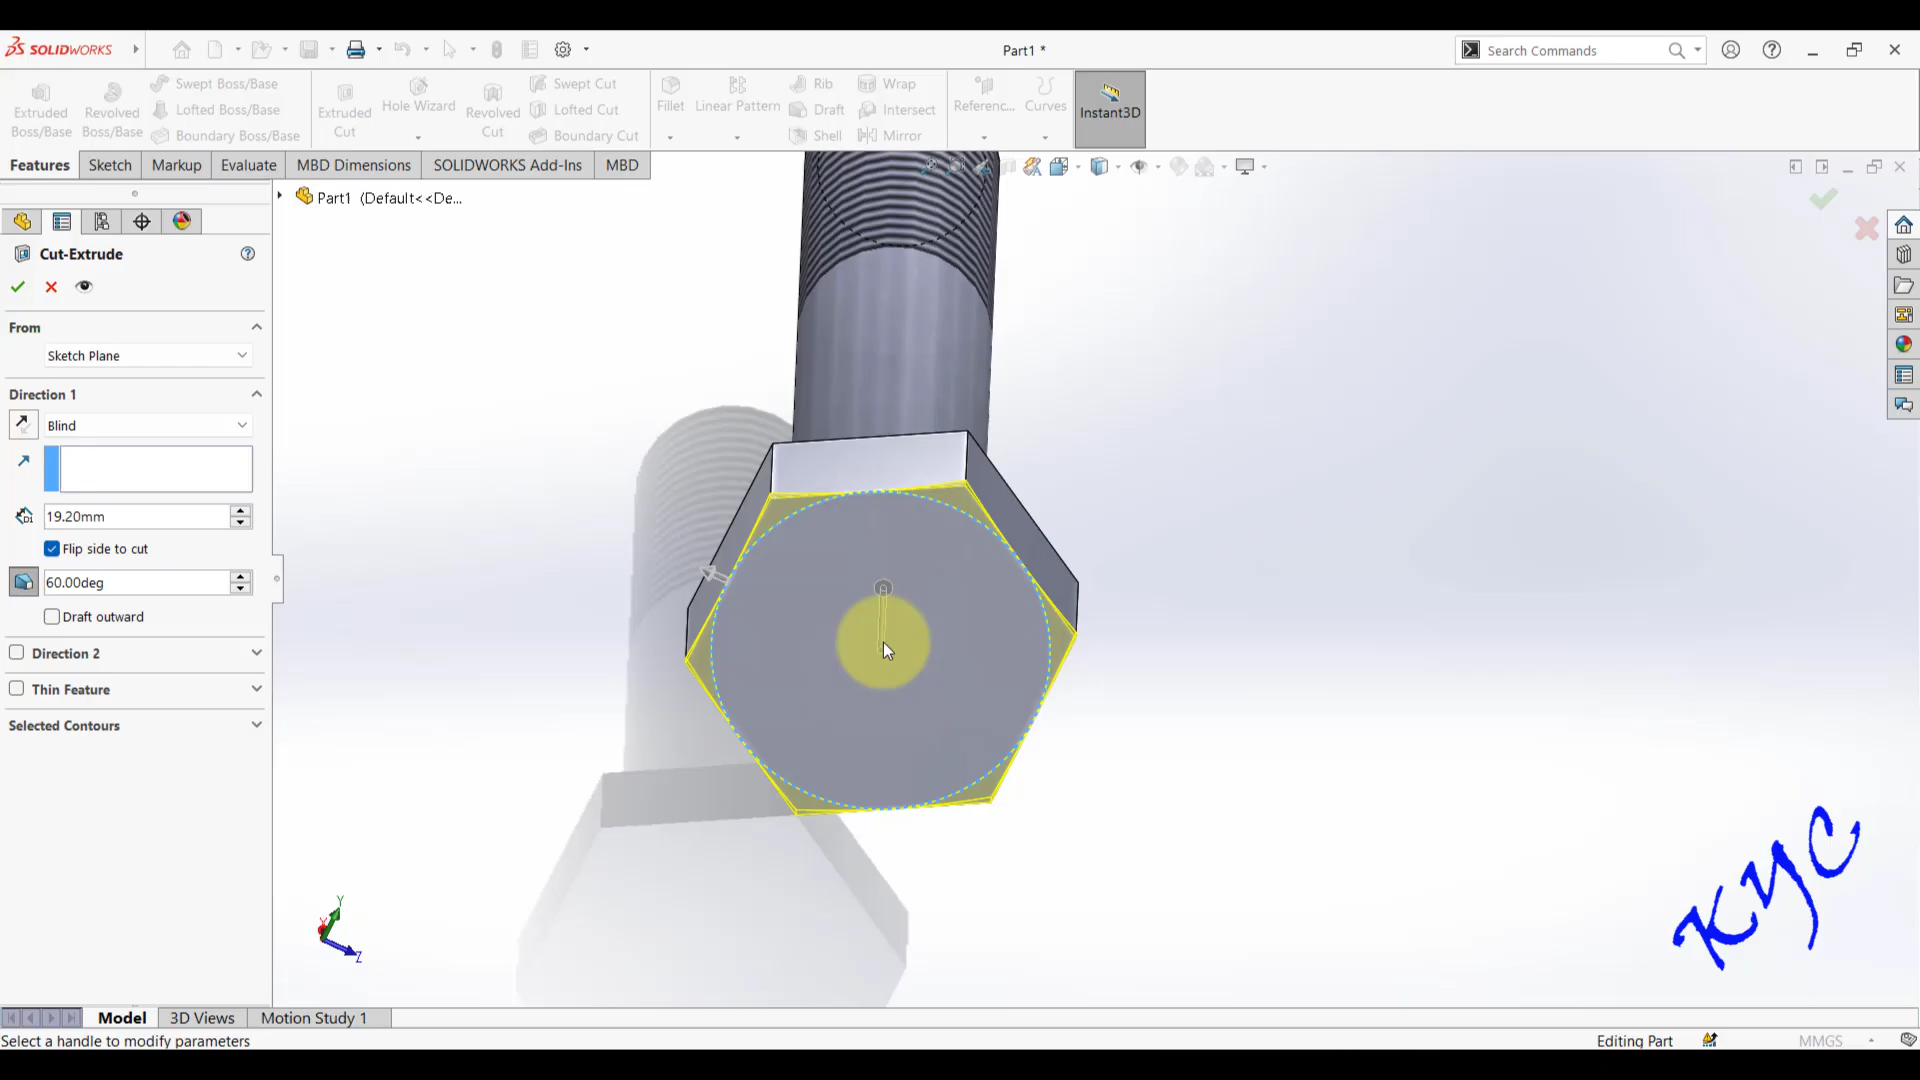 SOLIDWORKS
Part1 *
Search Commands
Extruded Boss/Base
Revolved Boss/Base
Swept Boss/Base
Lofted Boss/Base
Boundary Boss/Base
Extruded Cut
Hole Wizard
Revolved Cut
Swept Cut
Lofted Cut
Boundary Cut
Fillet
Linear Pattern
Rib
Draft
Shell
Wrap
Intersect
Mirror
Referenc...
Curves
Instant3D
Features
Sketch
Markup
Evaluate
MBD Dimensions
SOLIDWORKS Add-Ins
MBD
Part1 (Default<<De...
Cut-Extrude
From
Sketch Plane
Direction 1
Blind
19.20mm
Flip side to cut
60.00deg
Draft outward
Direction 2
Thin Feature
Selected Contours
Y
Z
KYC
Model
3D Views
Motion Study 1
Select a handle to modify parameters
Editing Part
MMGS